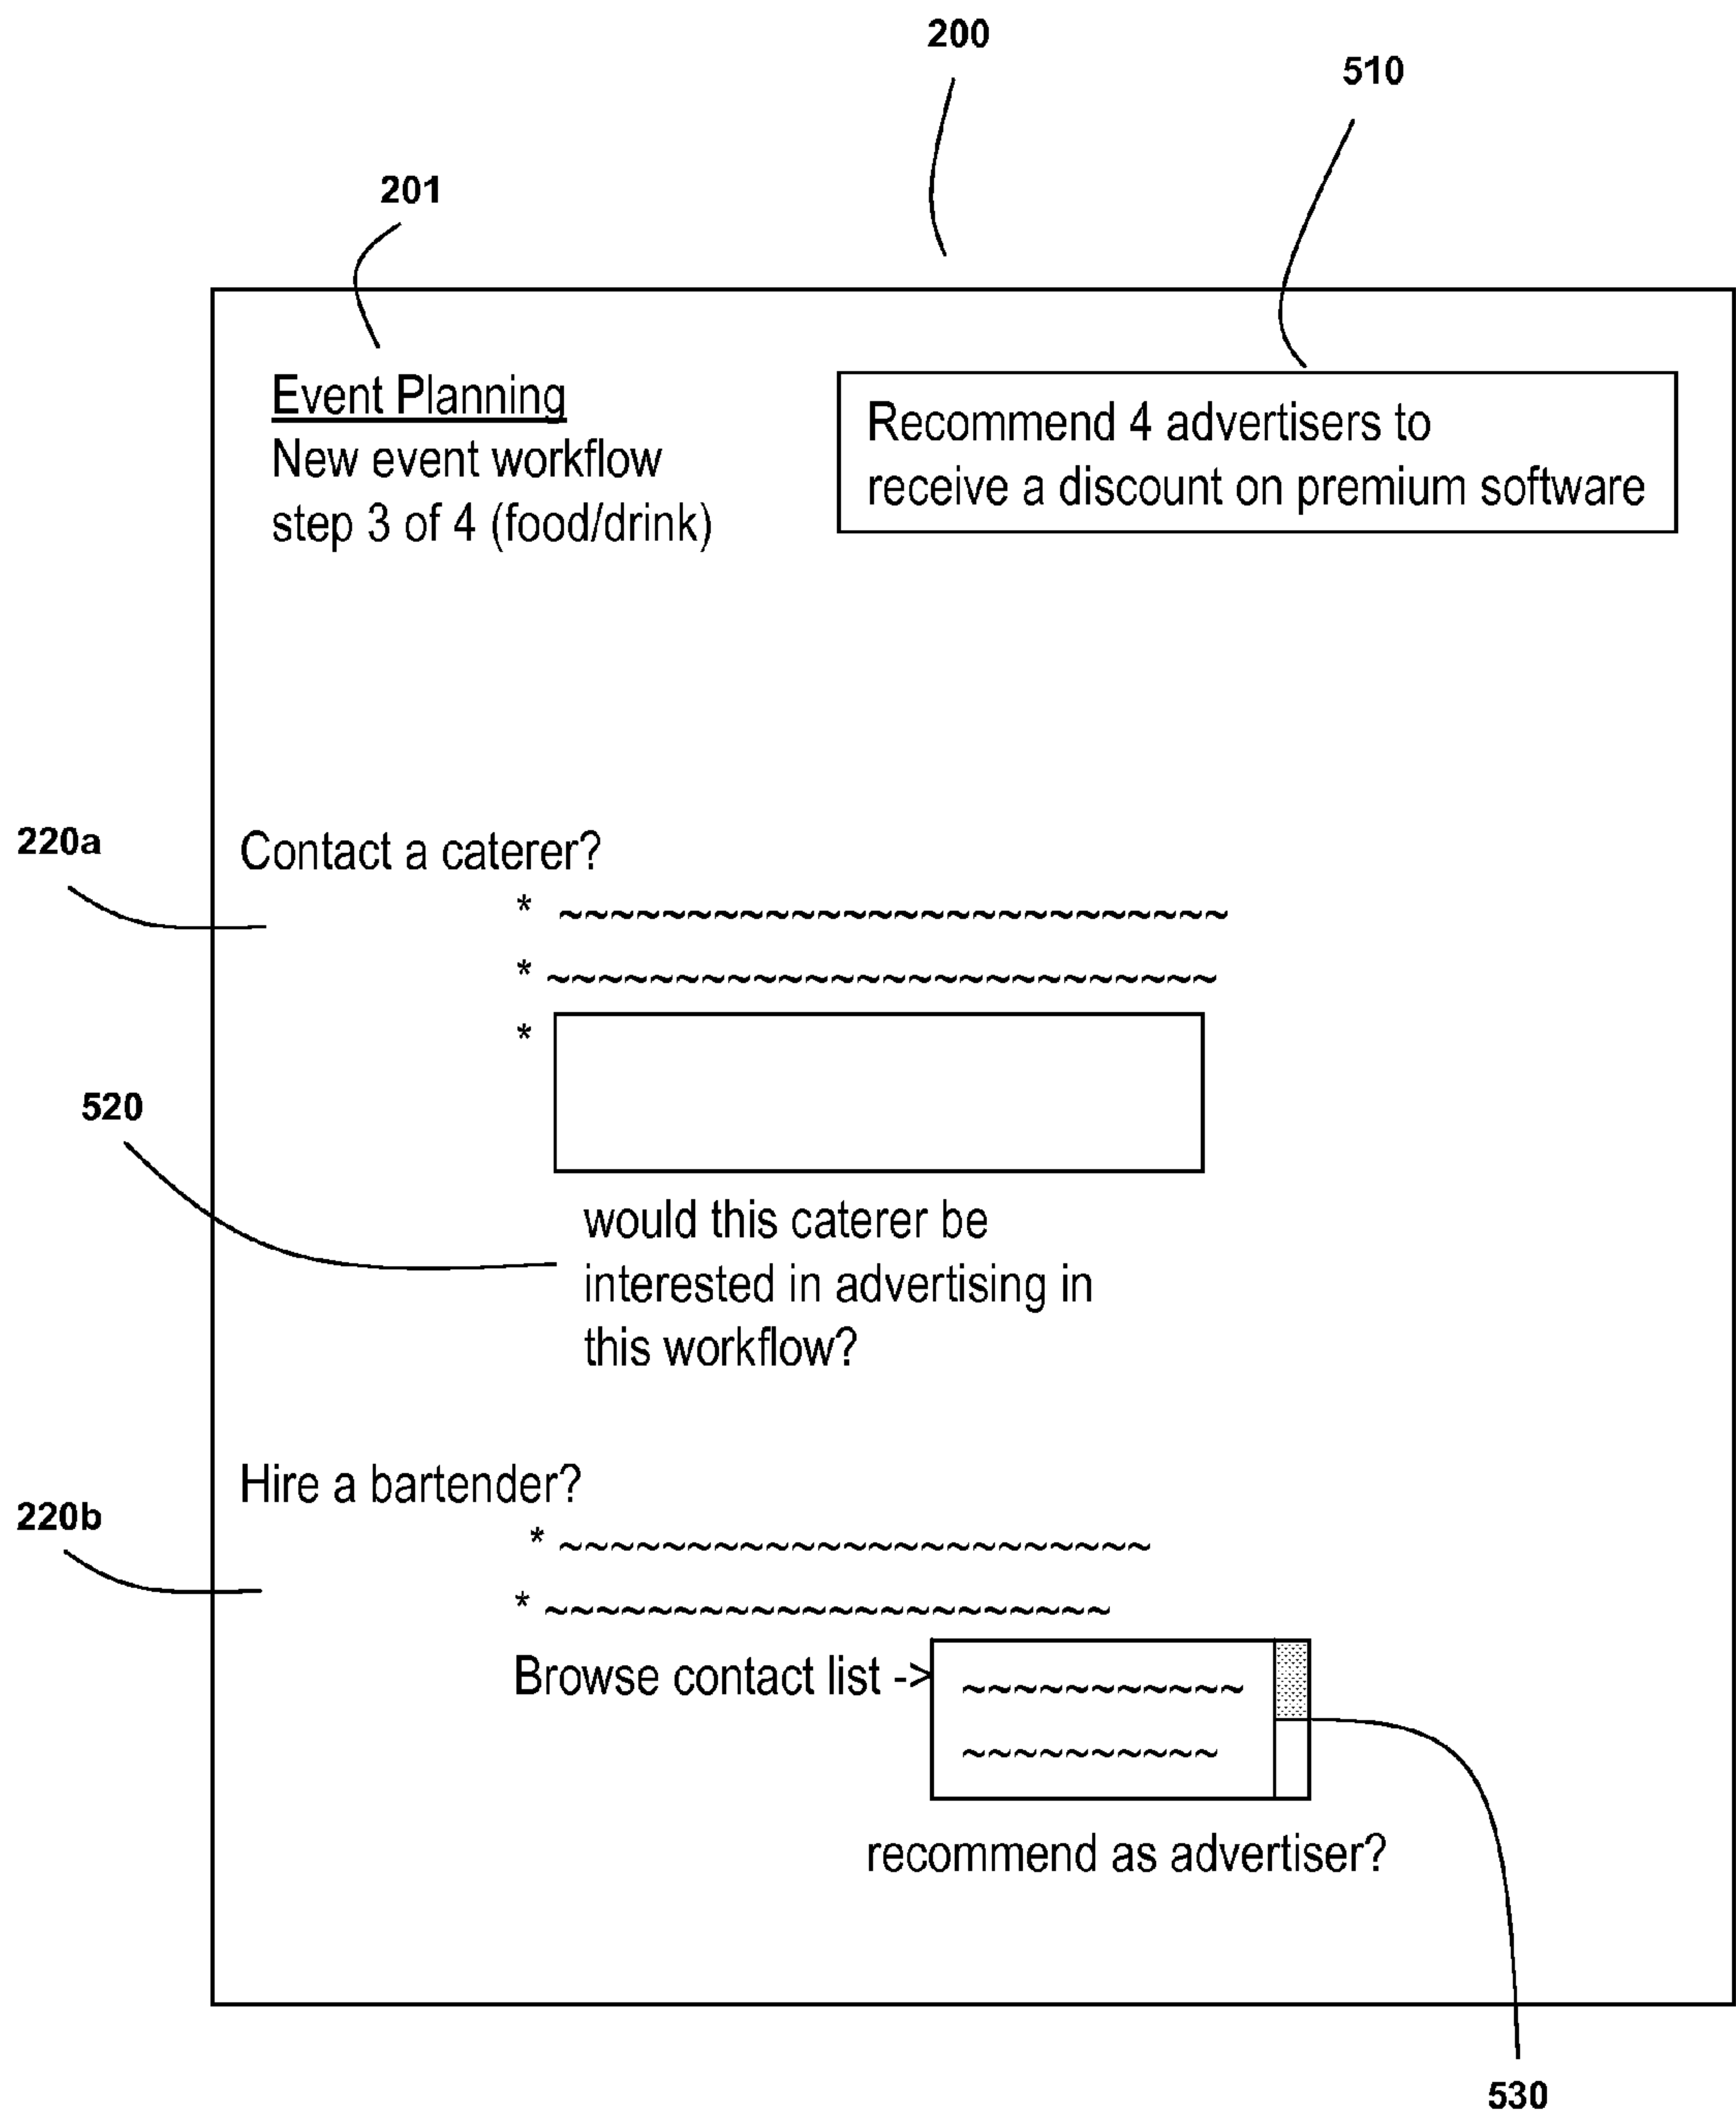 200
510
201
Event Planning
New event workflow
step 3 of 4 (food/drink)
Recommend 4 advertisers to
receive a discount on premium software
220a
Contact a caterer?
* ~~~~~~~~~~~~~~~~~~~~~~~~~~
* ~~~~~~~~~~~~~~~~~~~~~~~~~~
*
520
would this caterer be
interested in advertising in
this workflow?
Hire a bartender?
220b
* ~~~~~~~~~~~~~~~~~~~~~~~
* ~~~~~~~~~~~~~~~~~~~~~~
Browse contact list -> ~~~~~~~~~~~
~~~~~~~~~~
recommend as advertiser?
530